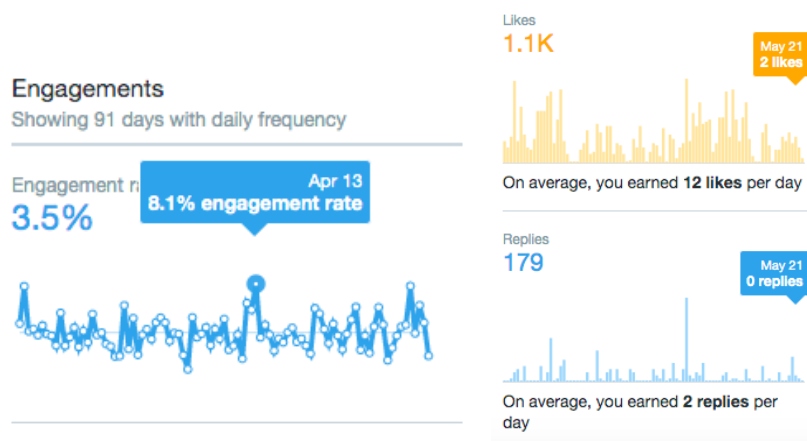 Engagements
Showing 91 days with daily frequency
Engagement r
3.5%
Apr 13
8.1% engagement rate
Likes
1.1K
May 21
2 likes
On average, you earned 12 likes per day
Replies
179
May 21
0 replies
On average, you earned 2 replies per
day